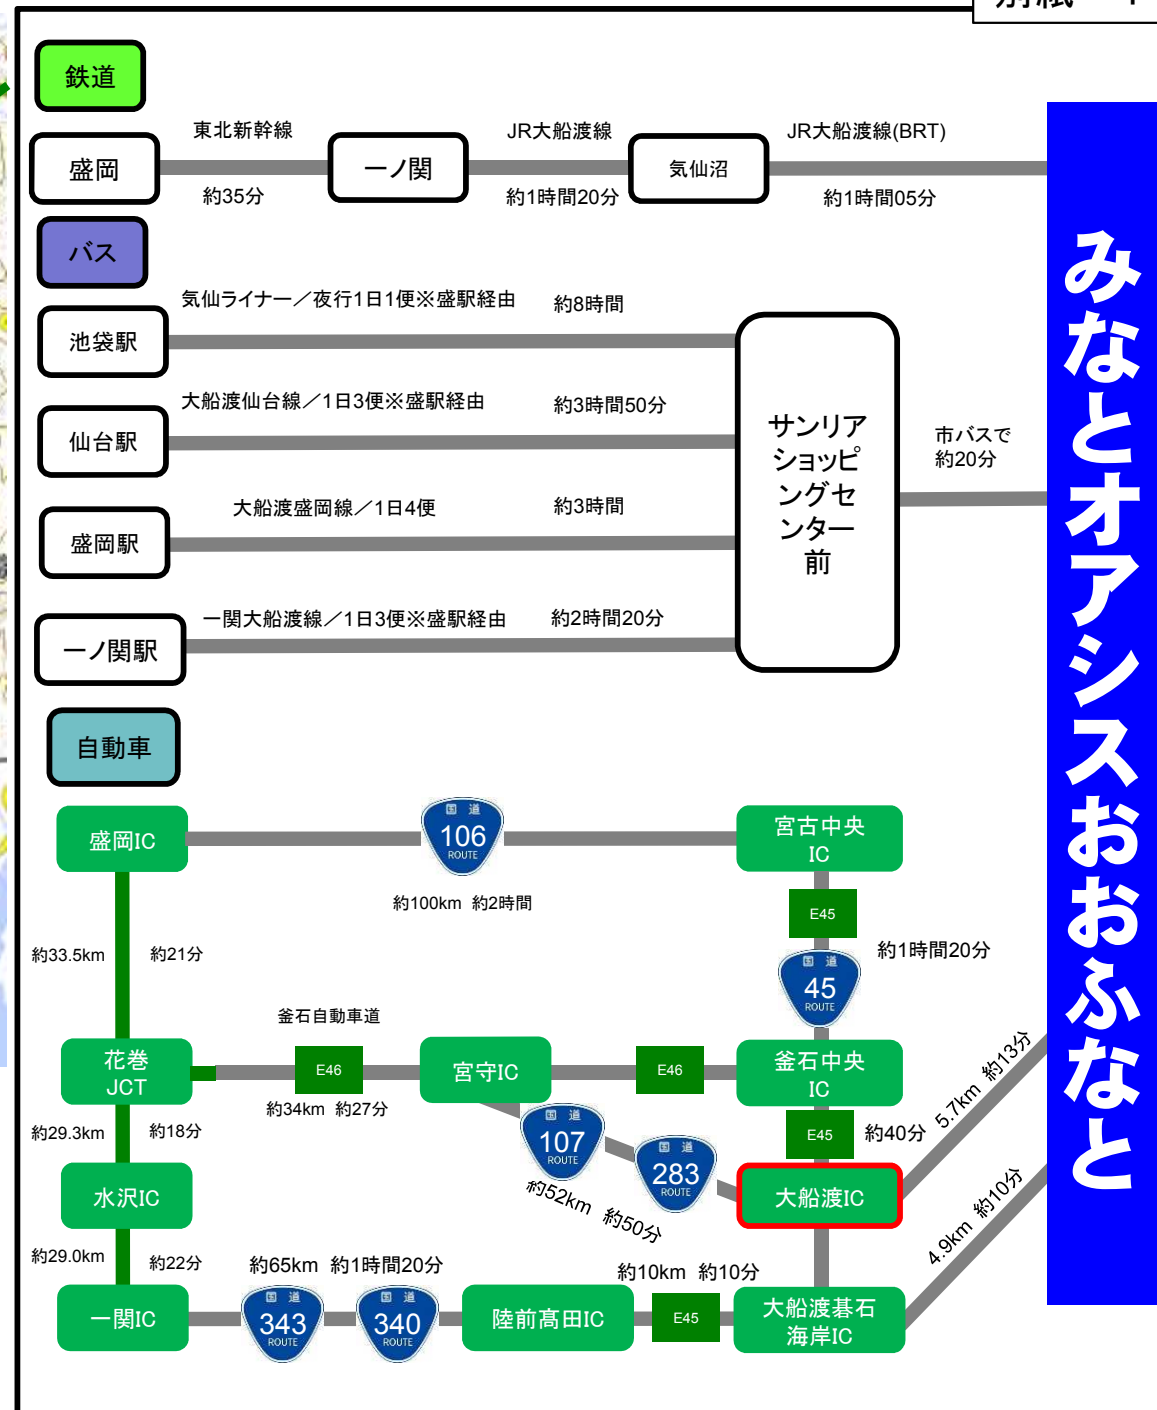 鉄道
東北新幹線
JR大船渡線
JR大船渡線(BRT)
盛岡
一ノ関
気仙沼
約35分
約1時間20分
約1時間05分
バス
気仙ライナー／夜行1日1便※盛駅経由
約8時間
池袋駅
大船渡仙台線／1日3便※盛駅経由
約3時間50分
仙台駅
大船渡盛岡線／1日4便
約3時間
盛岡駅
一関大船渡線／1日3便※盛駅経由
約2時間20分
一ノ関駅
サンリア
ショッピ
ングセ
ンター
前
市バスで
約20分
みなとオアシスおおふなと
自動車
盛岡IC
国道
106
ROUTE
約100km 約2時間
宮古中央
IC
E45
約1時間20分
国道
45
ROUTE
約33.5km
約21分
釜石自動車道
花巻
JCT
E46
約34km 約27分
宮守IC
E46
釜石中央
IC
E45
約40分
5.7km 約13分
国道
107
ROUTE
国道
283
ROUTE
約52km 約50分
大船渡IC
約29.3km
約18分
水沢IC
約29.0km
約22分
4.9km 約10分
一関IC
約65km 約1時間20分
国道
343
ROUTE
国道
340
ROUTE
陸前髙田IC
約10km 約10分
E45
大船渡碁石
海岸IC